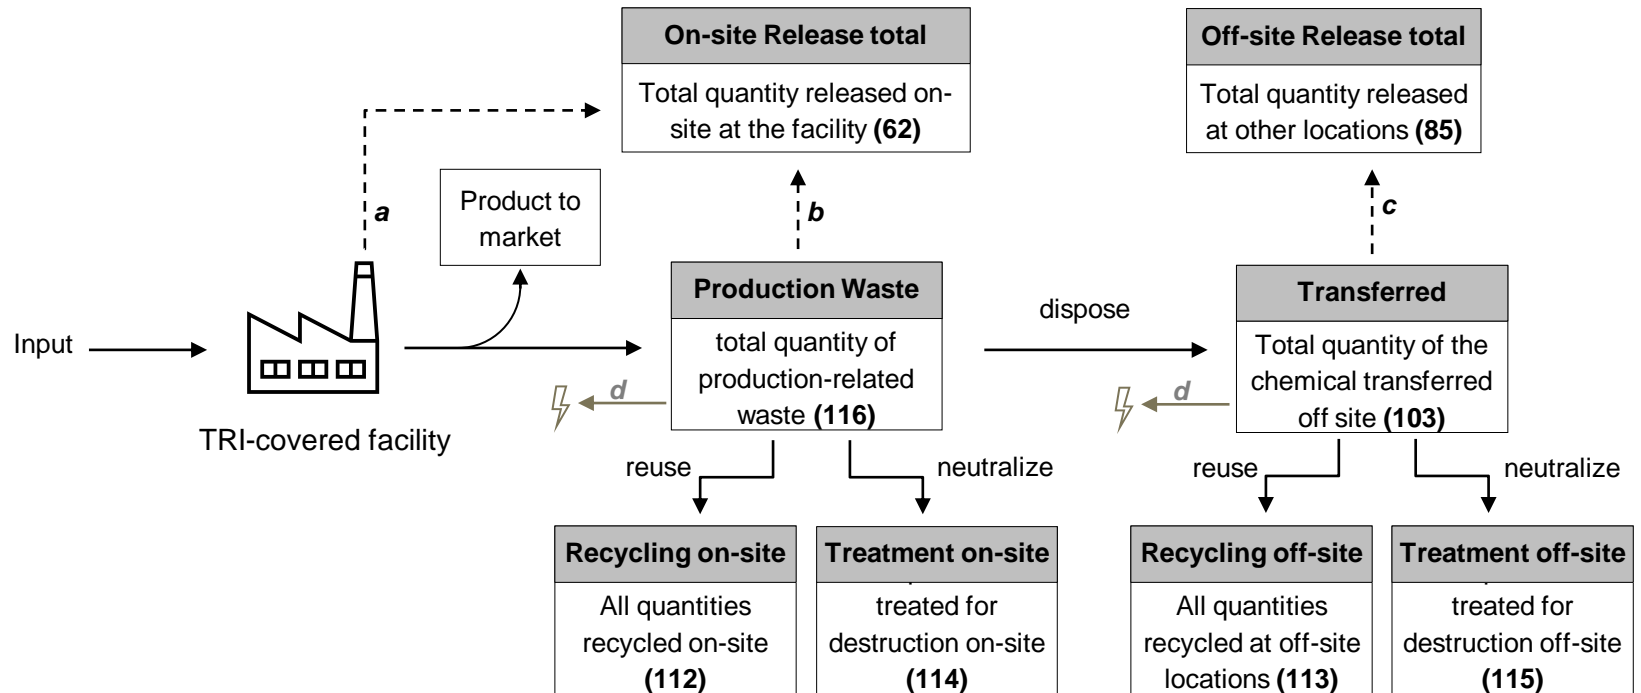 On-site Release total
Total quantity released on-
site at the facility (62)
Off-site Release total
Total quantity released
at other locations (85)
a
Product to
market
b
c
Input
TRI-covered facility
Production Waste
total quantity of
production-related
waste (116)
d
dispose
Transferred
Total quantity of the
chemical transferred
off site (103)
d
reuse
neutralize
reuse
neutralize
Recycling on-site
All quantities
recycled on-site
(112)
Treatment on-site
treated for
destruction on-site
(114)
Recycling off-site
All quantities
recycled at off-site
locations (113)
Treatment off-site
treated for
destruction off-site
(115)